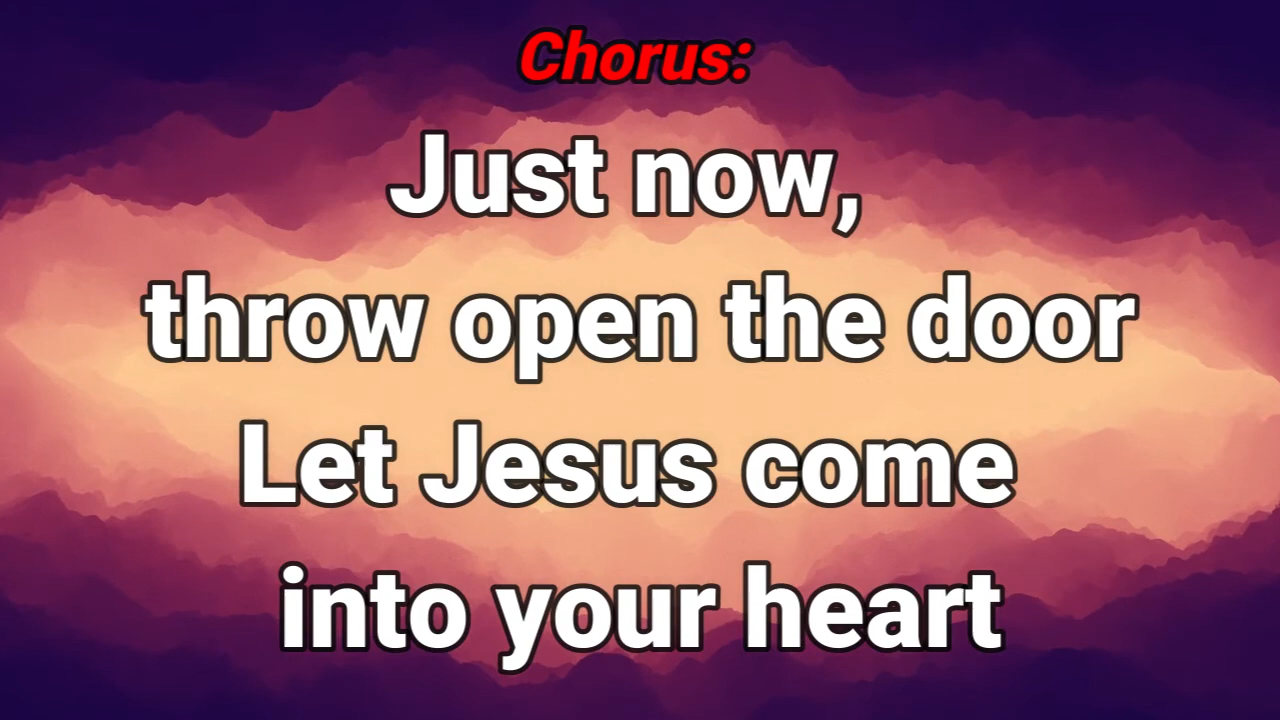 Chorus:
Just now,
throw open the door
Let Jesus come
into your heart